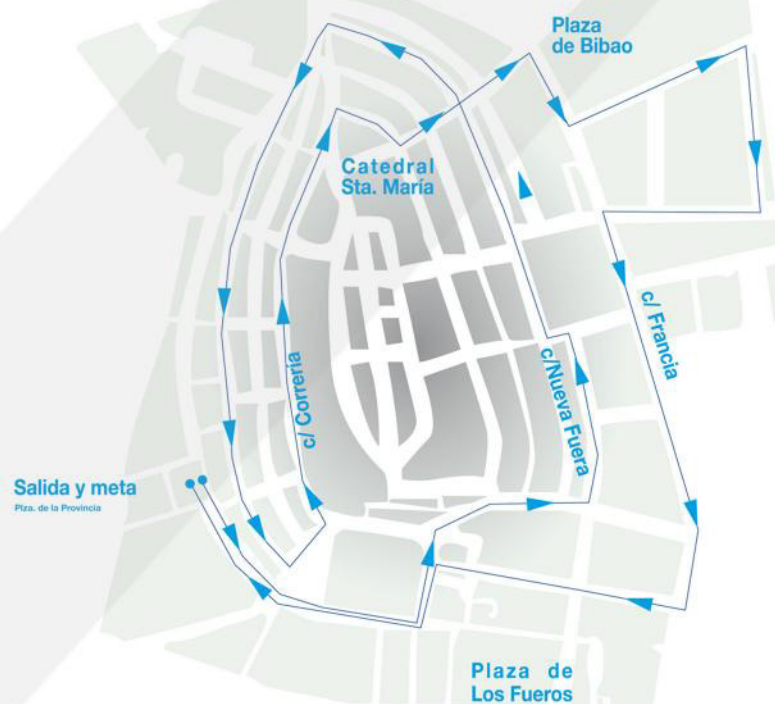 Plaza
de Bibao
Catedral
Sta. María
c/ Francia
c/ Correría
c/Nueva Fuera
Salida y meta
Plza. de la Provincia
Plaza de
Los Fueros